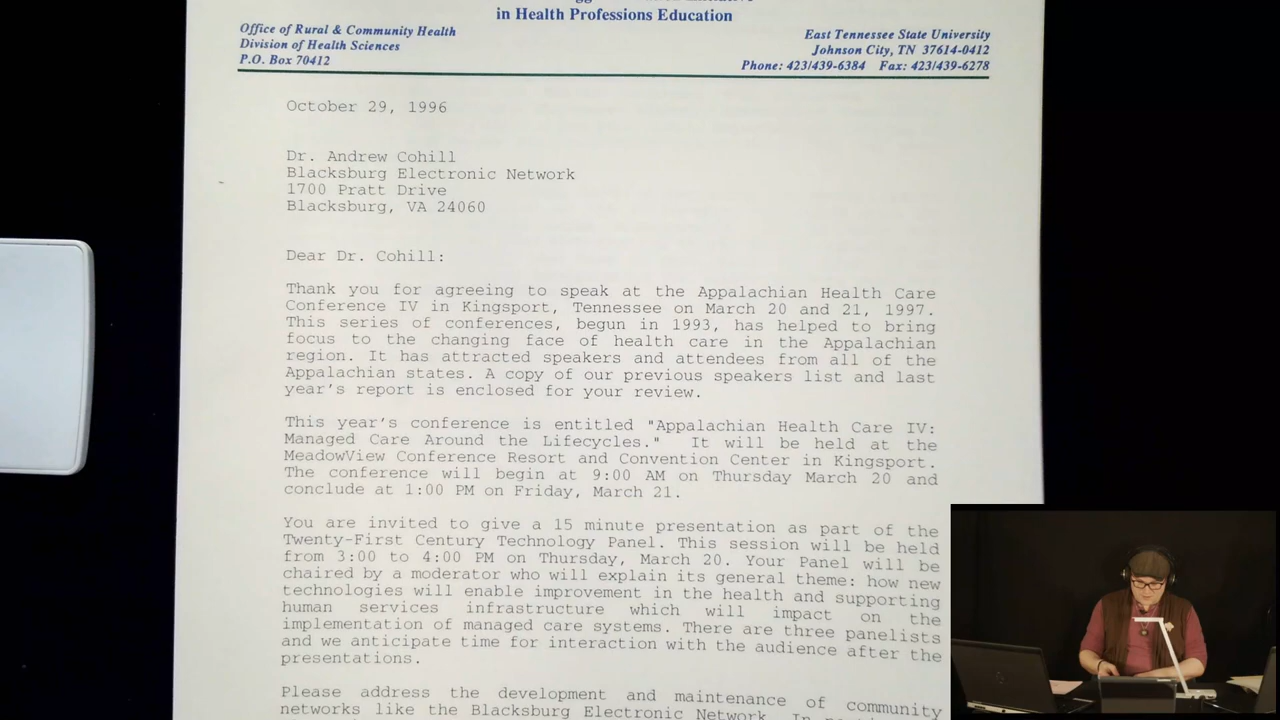 in Health Professions Education
Office of Rural & Community Health
Division of Health Sciences
P.O. Box 70412
East Tennessee State University
Johnson City, TN 37614-0412
Phone: 423/439-6384 Fax: 423/439-6278
October 29, 1996
Dr. Andrew Cohill
Blacksburg Electronic Network
1700 Pratt Drive
Blacksburg, VA 24060
Dear Dr. Cohill:
Thank you for agreeing to speak at the Appalachian Health Care
Conference IV in Kingsport, Tennessee on March 20 and 21, 1997.
This series of conferences, begun in 1993, has helped to bring
focus to the changing face of health care in the Appalachian
region. It has attracted speakers and attendees from all of the
Appalachian states. A copy of our previous speakers list and last
year's report is enclosed for your review.
This year's conference is entitled "Appalachian Health Care IV:
Managed Care Around the Lifecycles." It will be held at the
MeadowView Conference Resort and Convention Center in Kingsport.
The conference will begin at 9:00 AM on Thursday March 20 and
conclude at 1:00 PM on Friday, March 21.
You are invited to give a 15 minute presentation as part of the
Twenty-First Century Technology Panel. This session will be held
from 3:00 to 4:00 PM on Thursday, March 20. Your Panel will be
chaired by a moderator who will explain its general theme: how new
technologies will enable improvement in the health and supporting
human services infrastructure which will impact on the
implementation of managed care systems. There are three panelists
and we anticipate time for interaction with the audience after the
presentations.
Please address the development and maintenance of community
networks like the Blacksburg Electronic Network. In